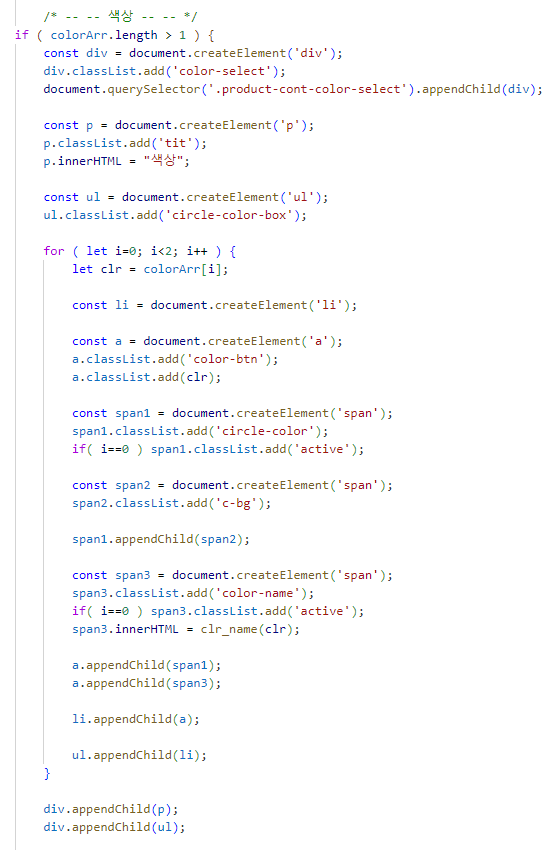 /* -- -- 색상 -- -- */
if ( colorArr.length > 1 ) {
const div = document.createElement('div');
div.classList.add('color-select');
document.querySelector('.product-cont-color-select').appendChild(div);
const p = document.createElement('p');
p.classList.add('tit');
p.innerHTML = "색상";
const ul = document.createElement('ul');
ul.classList.add('circle-color-box');
for ( let i=0; i<2; i++ ) {
let clr = colorArr[i];
const li = document.createElement('li');
const a = document.createElement('a');
a.classList.add('color-btn');
a.classList.add(clr);
const span1 = document.createElement('span');
span1.classList.add('circle-color');
if( i==0 ) span1.classList.add('active');
const span2 = document.createElement('span');
span2.classList.add('c-bg');
span1.appendChild(span2);
const span3 = document.createElement('span');
span3.classList.add('color-name');
if( i==0 ) span3.classList.add('active');
span3.innerHTML = clr_name(clr);
a.appendChild(span1);
a.appendChild(span3);
li.appendChild(a);
ul.appendChild(li);
}
div.appendChild(p);
div.appendChild(ul);